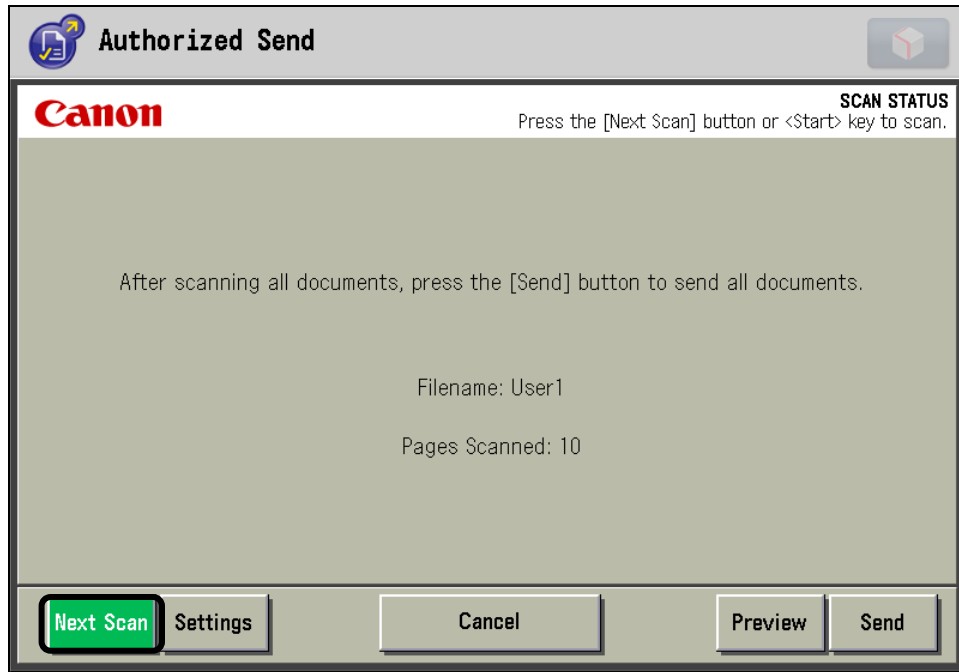 Authorized Send
Canon
SCAN STATUS
Press the [Next Scan] button or <Start> key to scan.
After scanning all documents, press the [Send] button to send all documents.
Filename: User1
Pages Scanned: 10
Next Scan Settings Cancel Preview Send